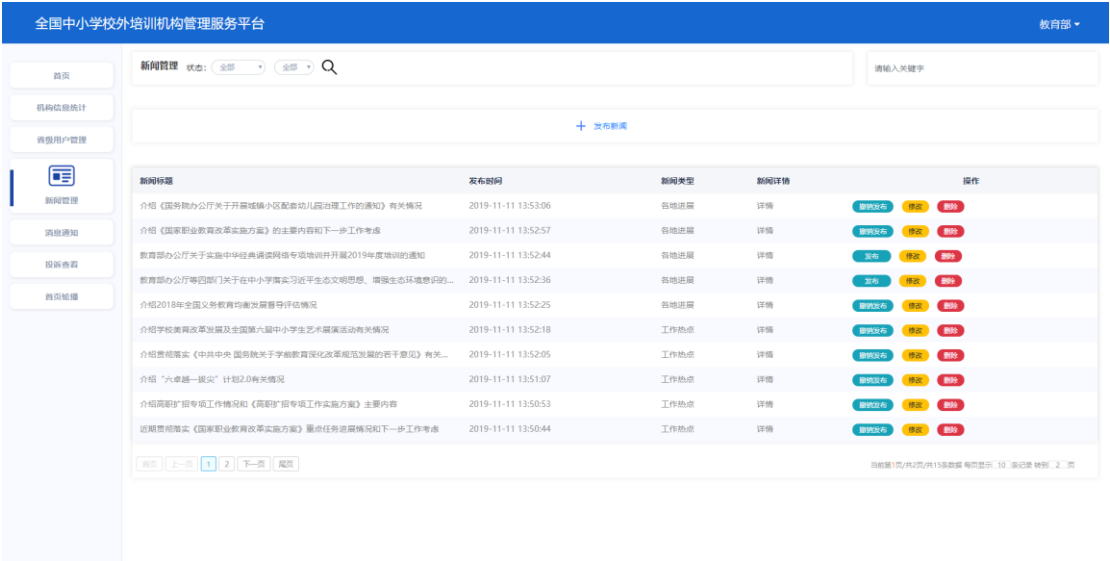 全国中小学校外培训机构管理服务平台
教育部
首页
机构信息统计
省级用户管理
新闻管理
消息通知
投诉查看
首页轮播
新闻管理 状态: 全部 全部
请输入关键字
发布新闻
新闻标题 发布时间 新闻类型 新闻详情 操作
介绍《国务院办公厅关于开展城镇小区配套幼儿园治理工作的通知》有关情况 2019-11-11 13:53:06 各地进展 详情 撤销发布 修改 删除
介绍《国家职业教育改革实施方案》的主要内容和下一步工作考虑 2019-11-11 13:52:57 各地进展 详情 撤销发布 修改 删除
教育部办公厅关于实施中华经典诵读网络专项培训并开展2019年度培训的通知 2019-11-11 13:52:44 各地进展 详情 发布 修改 删除
教育部办公厅等四部门关于在中小学落实习近平生态文明思想、增强生态环境意识的... 2019-11-11 13:52:36 各地进展 详情 发布 修改 删除
介绍2018年全国义务教育均衡发展督导评估情况 2019-11-11 13:52:25 各地进展 详情 撤销发布 修改 删除
介绍学校美育改革发展及全国第六届中小学生艺术展演活动有关情况 2019-11-11 13:52:18 工作热点 详情 撤销发布 修改 删除
介绍贯彻落实《中共中央 国务院关于学前教育深化改革规范发展的若干意见》有关... 2019-11-11 13:52:05 工作热点 详情 撤销发布 修改 删除
介绍“六卓越一拔尖”计划2.0有关情况 2019-11-11 13:51:07 工作热点 详情 撤销发布 修改 删除
介绍高职扩招专项工作情况和《高职扩招专项工作实施方案》主要内容 2019-11-11 13:50:53 工作热点 详情 撤销发布 修改 删除
近期贯彻落实《国家职业教育改革实施方案》重点任务进展情况和下一步工作考虑 2019-11-11 13:50:44 工作热点 详情 撤销发布 修改 删除
首页 上一页 1 2 下一页 尾页
当前第1页/共2页/共15条数据 每页显示 10 条记录 转到 2 页